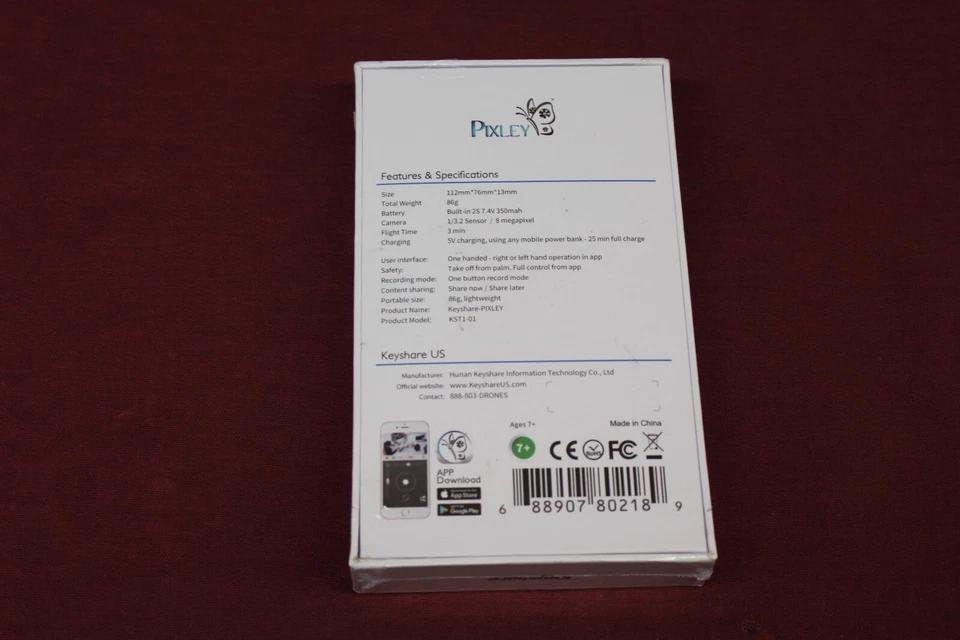 PIXLEY
Features & Specifications
Size 112mm*76mm*13mm
Total Weight 86g
Battery Built-in 2S 7.4V 350mah
Camera 1/3.2 Sensor / 8 megapixel
Flight Time 3 min
Charging 5V charging, using any mobile power bank - 25 min full charge
User interface: One handed - right or left hand operation in app
Safety: Take off from palm. Full control from app
Recording mode: One button record mode
Content sharing: Share now / Share later
Portable size: 86g, lightweight
Product Name: Keyshare-PIXLEY
Product Model: KST1-01
Keyshare US
Manufacturer: Hunan Keyshare Information Technology Co., Ltd
Official website: www.KeyshareUS.com
Contact: 888-803-DRONES
Ages 7+ Made in China
7+ CE RoHS FC
APP
Download
App Store
Google Play
6 88907 80218 9